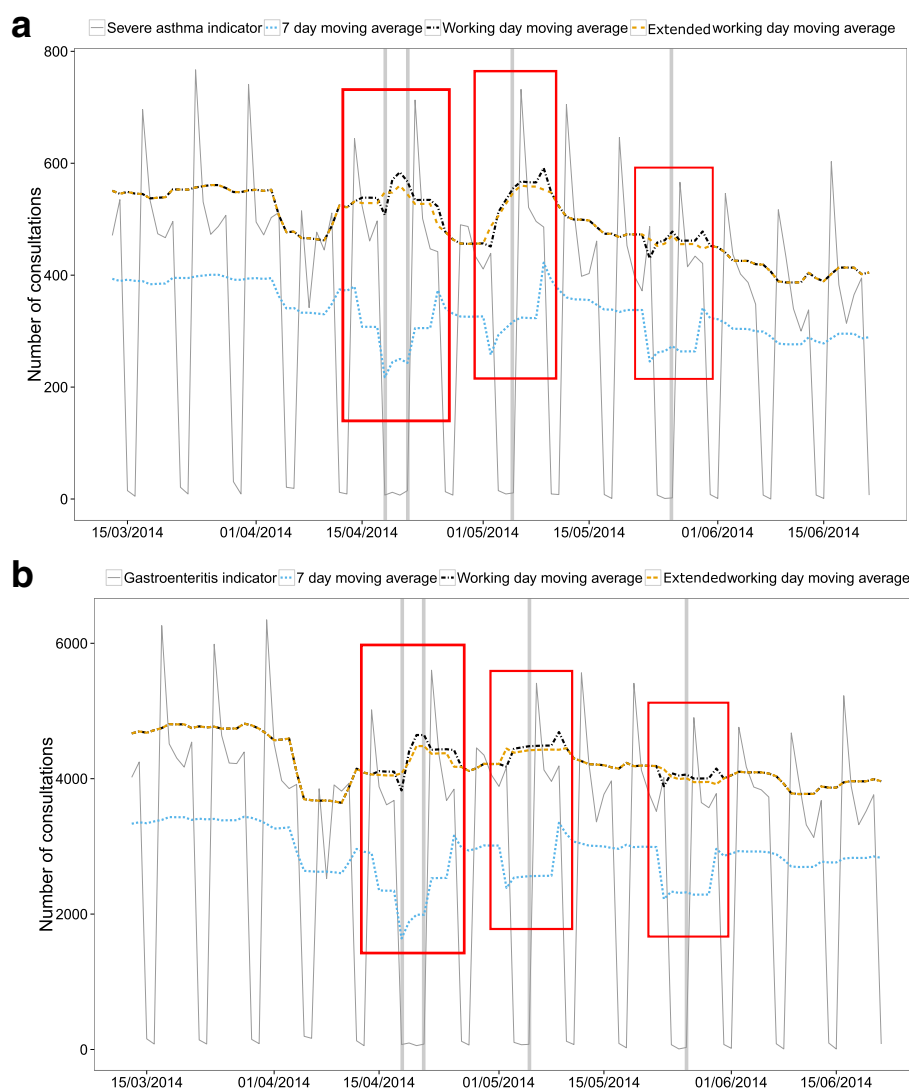 a
Severe asthma indicator 7 day moving average Working day moving average Extended working day moving average
800
600
400
200
0
Number of consultations
15/03/2014 01/04/2014 15/04/2014 01/05/2014 15/05/2014 01/06/2014 15/06/2014
b
Gastroenteritis indicator 7 day moving average Working day moving average Extended working day moving average
6000
4000
2000
0
Number of consultations
15/03/2014 01/04/2014 15/04/2014 01/05/2014 15/05/2014 01/06/2014 15/06/2014